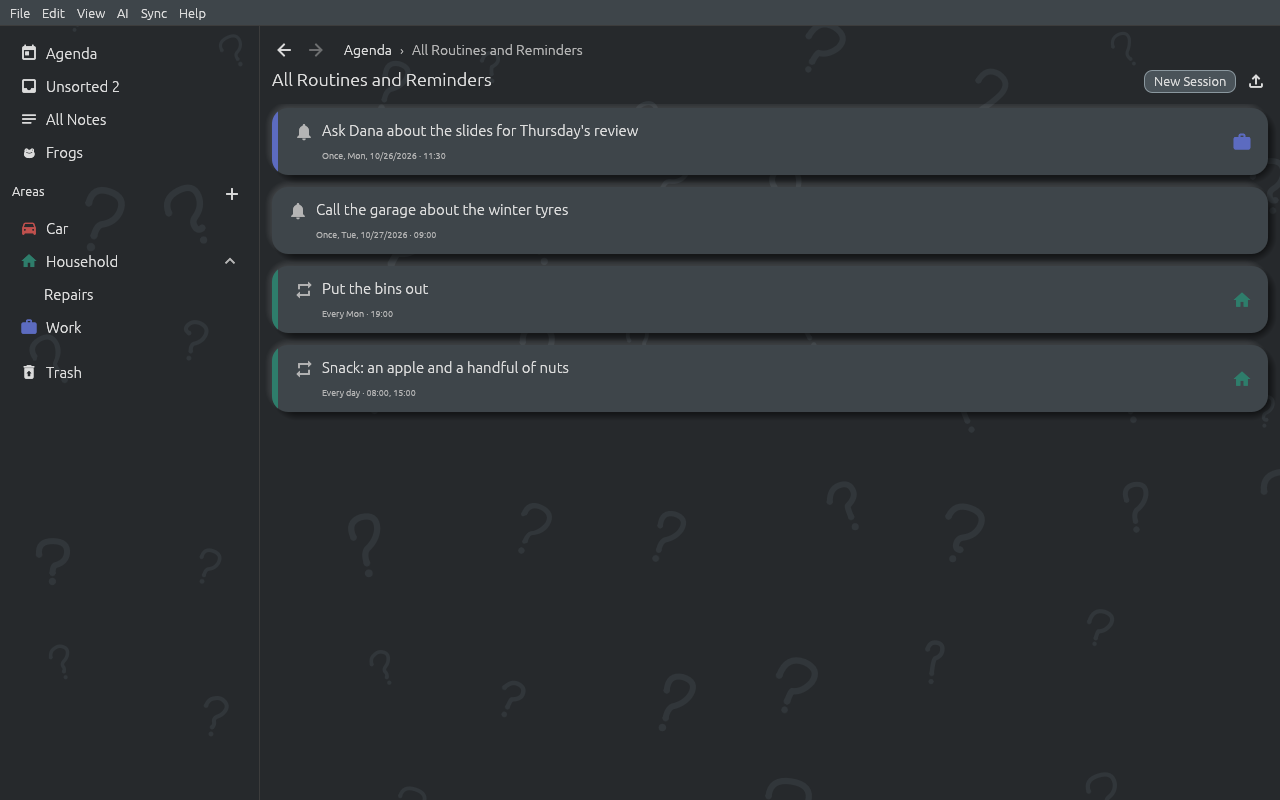 File Edit View AI Sync Help
Agenda
Unsorted 2
All Notes
Frogs
Areas
Car
Household
Repairs
Work
Trash
Agenda › All Routines and Reminders
All Routines and Reminders
New Session
Ask Dana about the slides for Thursday's review
Once, Mon, 10/26/2026 · 11:30
Call the garage about the winter tyres
Once, Tue, 10/27/2026 · 09:00
Put the bins out
Every Mon · 19:00
Snack: an apple and a handful of nuts
Every day · 08:00, 15:00